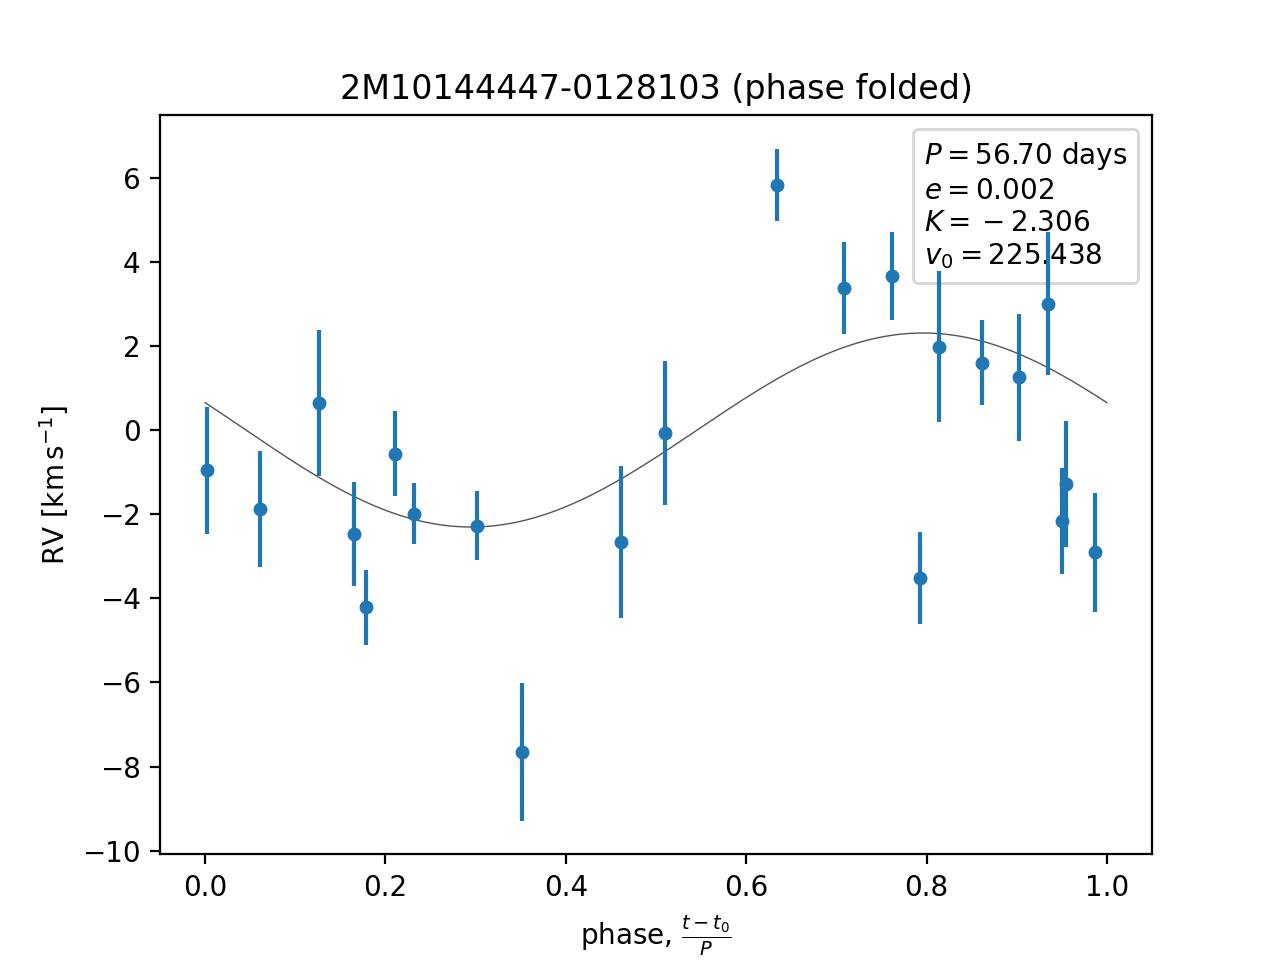 2M10144447-0128103 (phase folded)
P = 56.70 days
e = 0.002
K = −2.306
v₀ = 225.438
RV [km s⁻¹]
6
4
2
0
−2
−4
−6
−8
−10
0.0 0.2 0.4 0.6 0.8 1.0
phase, (t − t₀)/P